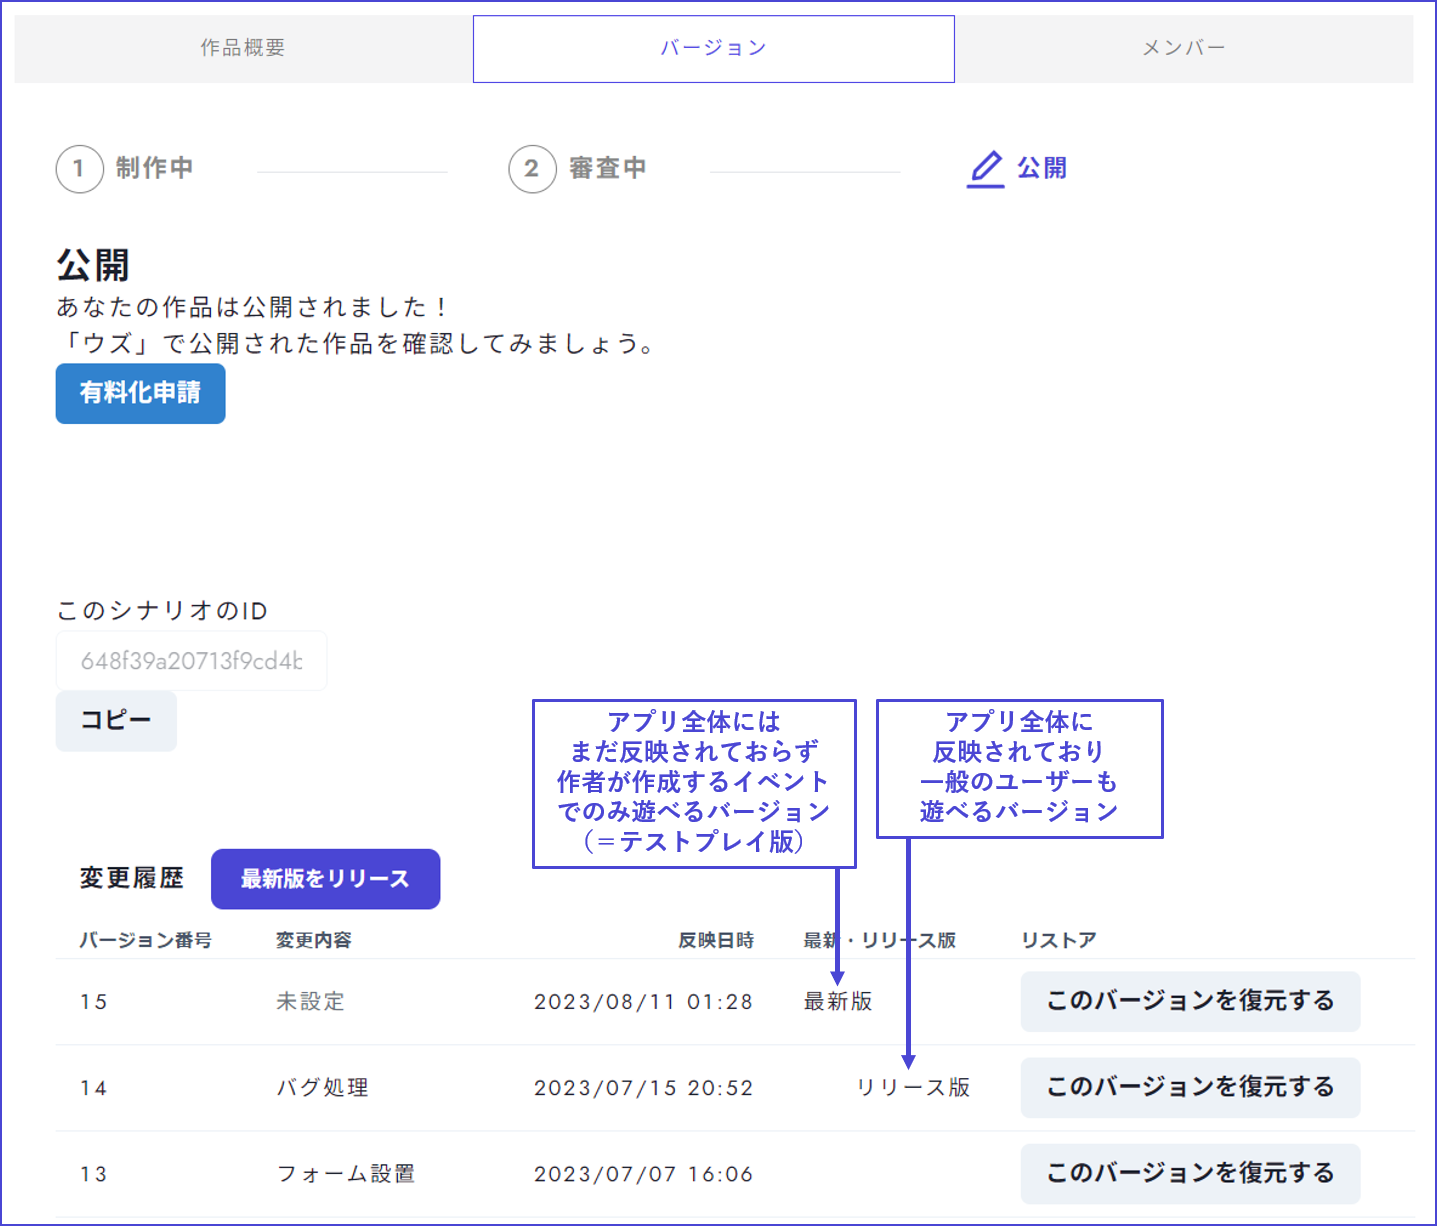 作品概要
バージョン
メンバー
1 制作中
2 審査中
公開
公開
あなたの作品は公開されました！
「ウズ」で公開された作品を確認してみましょう。
有料化申請
このシナリオのID
648f39a20713f9cd4b
コピー
アプリ全体には
まだ反映されておらず
作者が作成するイベント
でのみ遊べるバージョン
（＝テストプレイ版）
アプリ全体に
反映されており
一般のユーザーも
遊べるバージョン
変更履歴
最新版をリリース
バージョン番号 変更内容 反映日時 最新・リリース版 リストア
15 未設定 2023/08/11 01:28 最新版 このバージョンを復元する
14 バグ処理 2023/07/15 20:52 リリース版 このバージョンを復元する
13 フォーム設置 2023/07/07 16:06 このバージョンを復元する